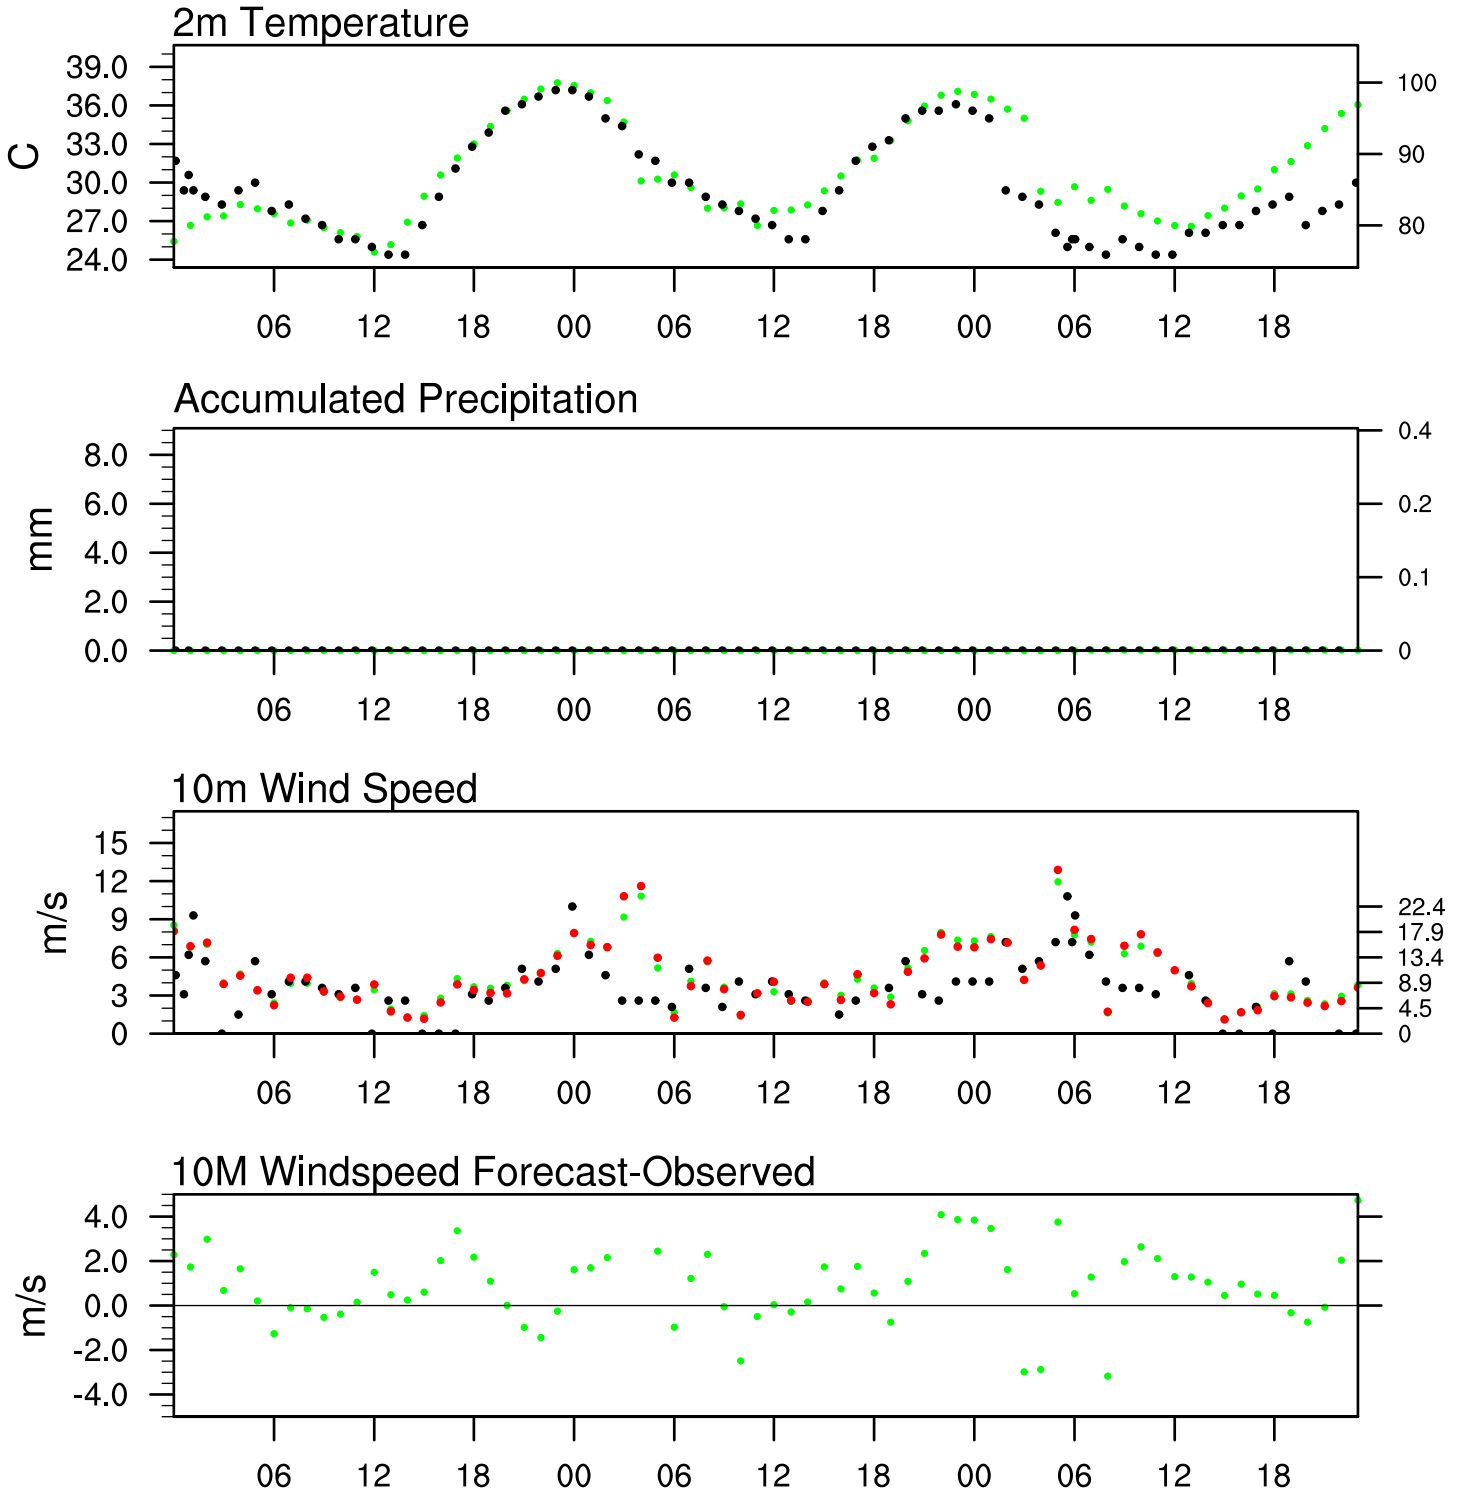 2m Temperature
39.0
36.0
33.0
30.0
27.0
24.0
C
100
90
80
06 12 18 00 06 12 18 00 06 12 18
Accumulated Precipitation
8.0
6.0
4.0
2.0
0.0
mm
0.4
0.2
0.1
0
06 12 18 00 06 12 18 00 06 12 18
10m Wind Speed
15
12
9
6
3
0
m/s
22.4
17.9
13.4
8.9
4.5
0
06 12 18 00 06 12 18 00 06 12 18
10M Windspeed Forecast-Observed
4.0
2.0
0.0
-2.0
-4.0
m/s
06 12 18 00 06 12 18 00 06 12 18